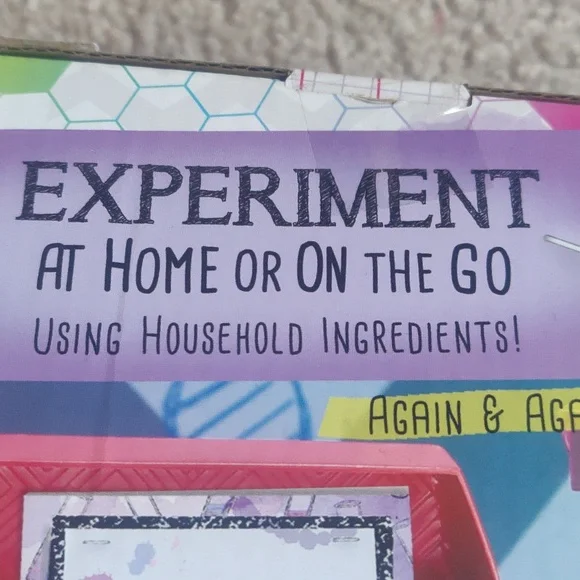 EXPERIMENT
AT HOME OR ON THE GO
USING HOUSEHOLD INGREDIENTS!
AGAIN &